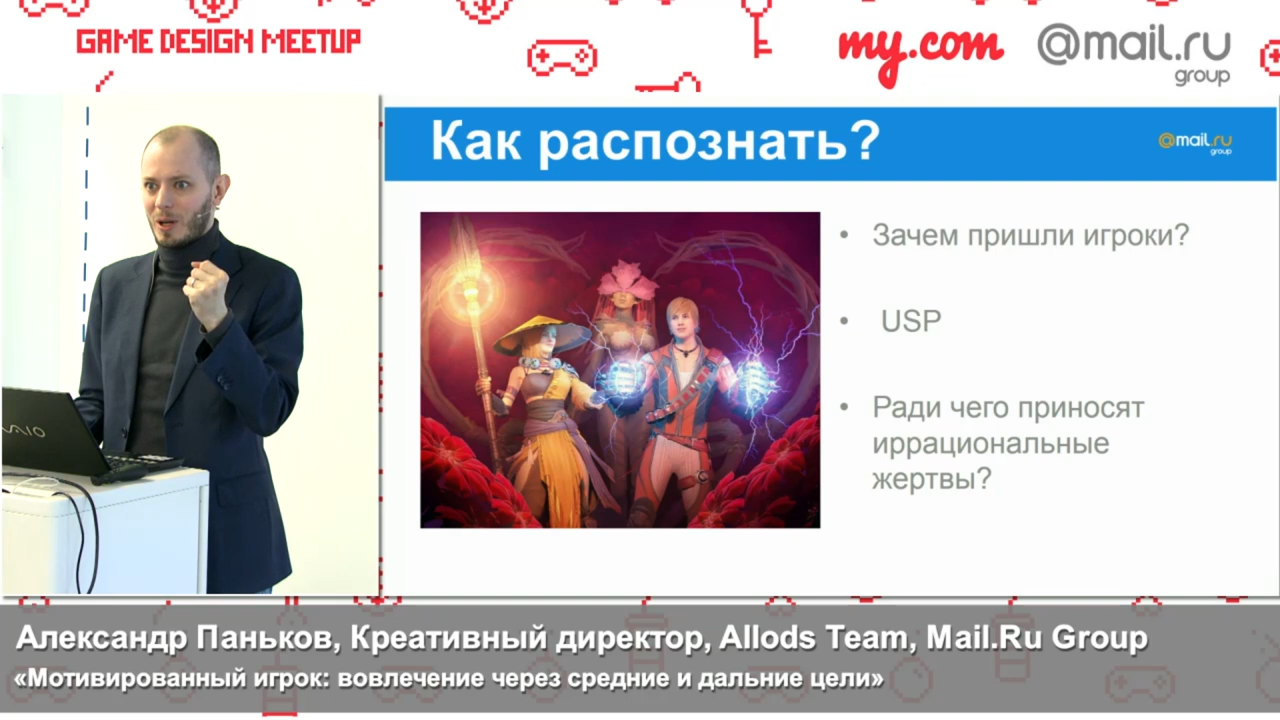 GAME DESIGN MEETUP
my.com
@mail.ru
group
Как распознать?
@mail.ru
group
• Зачем пришли игроки?
• USP
• Ради чего приносят
иррациональные
жертвы?
VAIO
Александр Паньков, Креативный директор, Allods Team, Mail.Ru Group
«Мотивированный игрок: вовлечение через средние и дальние цели»